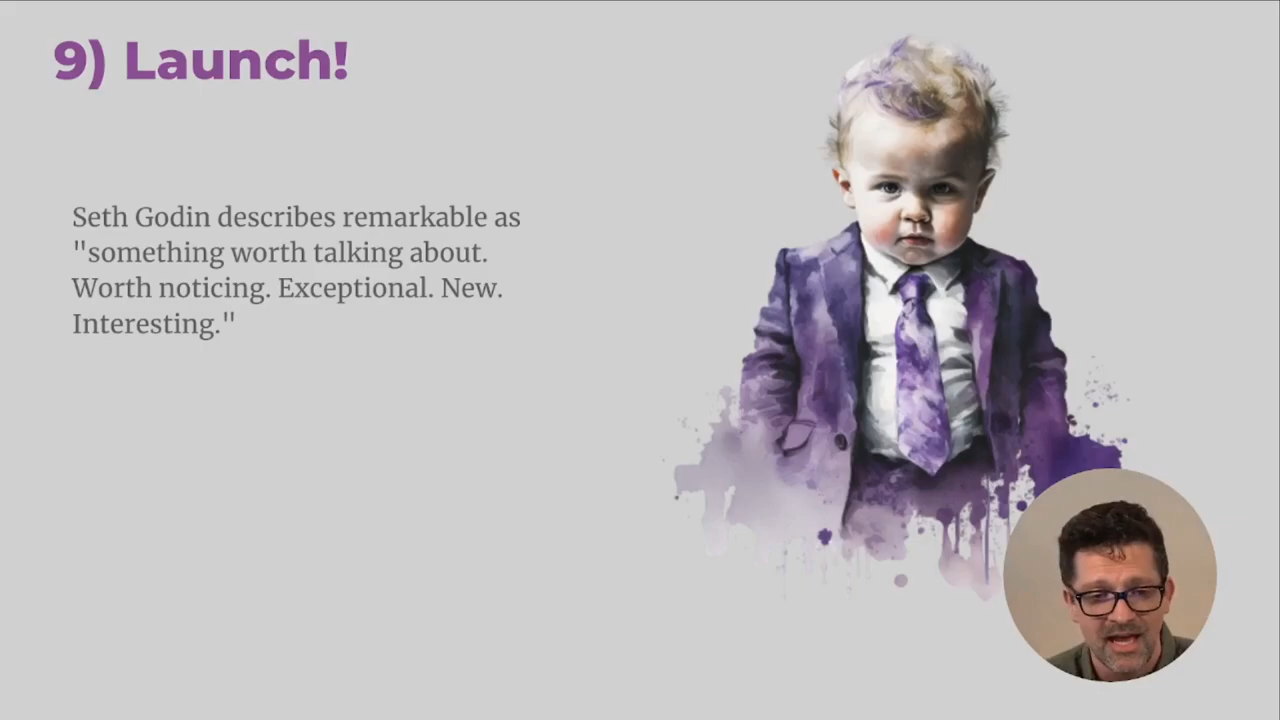 9) Launch!
Seth Godin describes remarkable as
"something worth talking about.
Worth noticing. Exceptional. New.
Interesting."